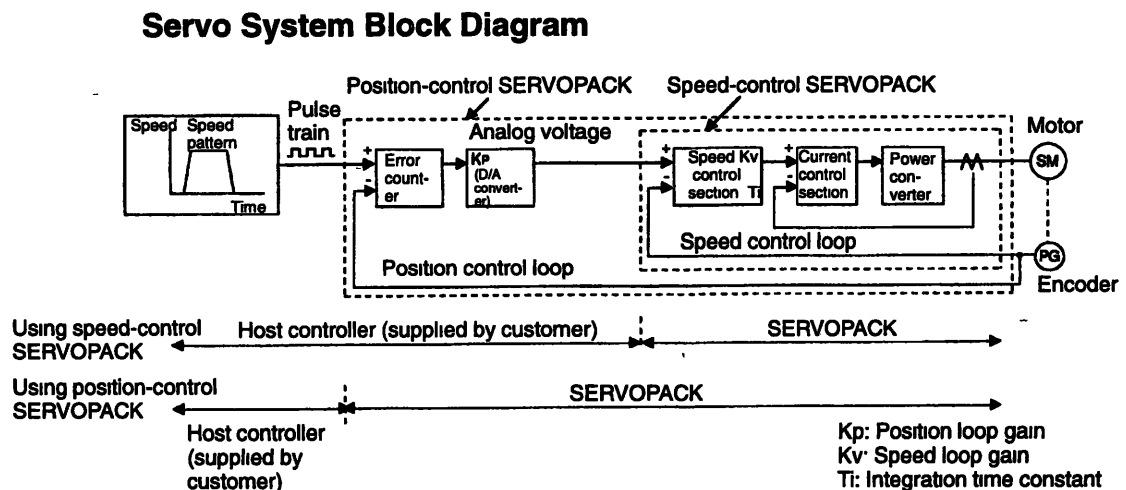 Servo System Block Diagram
Position-control SERVOPACK
Speed-control SERVOPACK
Pulse
train
Analog voltage
Motor
Speed
Speed
pattern
Time
+
-
Error
count-
er
Kp
(D/A
convert-
er)
+
-
Speed Kv
control
section Ti
+
-
Current
control
section
Power
con-
verter
SM
Speed control loop
Position control loop
PG
Encoder
Using speed-control
SERVOPACK
Host controller (supplied by customer)
SERVOPACK
Using position-control
SERVOPACK
SERVOPACK
Host controller
(supplied by
customer)
Kp: Position loop gain
Kv· Speed loop gain
Ti: Integration time constant